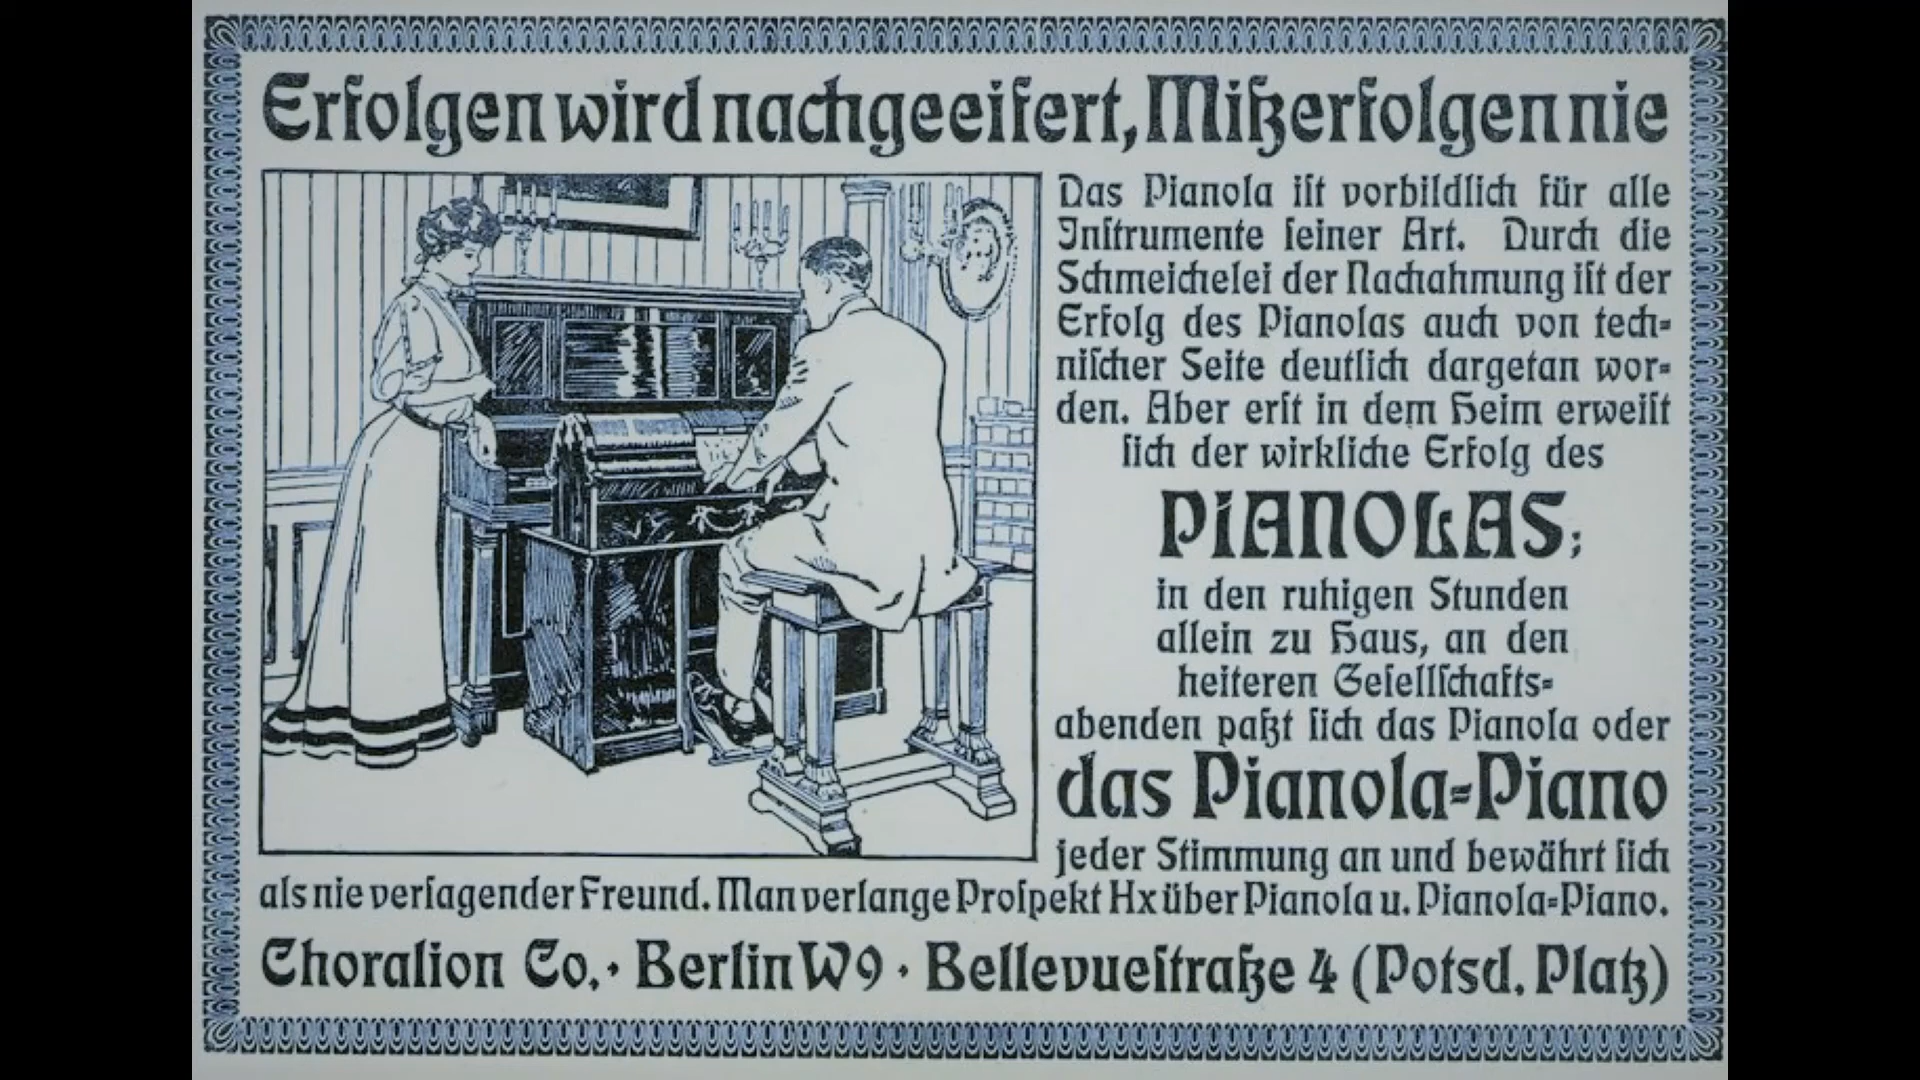 Erfolgen wird nachgeeifert, Mißerfolgen nie
Das Pianola iſt vorbildlich für alle
Inſtrumente ſeiner Art. Durch die
Schmeichelei der Nachahmung iſt der
Erfolg des Pianolas auch von tech=
niſcher Seite deutlich dargetan wor=
den. Aber erſt in dem Heim erweiſt
ſich der wirkliche Erfolg des
PIANOLAS;
in den ruhigen Stunden
allein zu Haus, an den
heiteren Geſellſchafts=
abenden paßt ſich das Pianola oder
das Pianola=Piano
jeder Stimmung an und bewährt ſich
als nie verſagender Freund. Man verlange Proſpekt Hx über Pianola u. Pianola=Piano.
Choralion Co. · Berlin W9 · Bellevueſtraße 4 (Potsd. Platz)